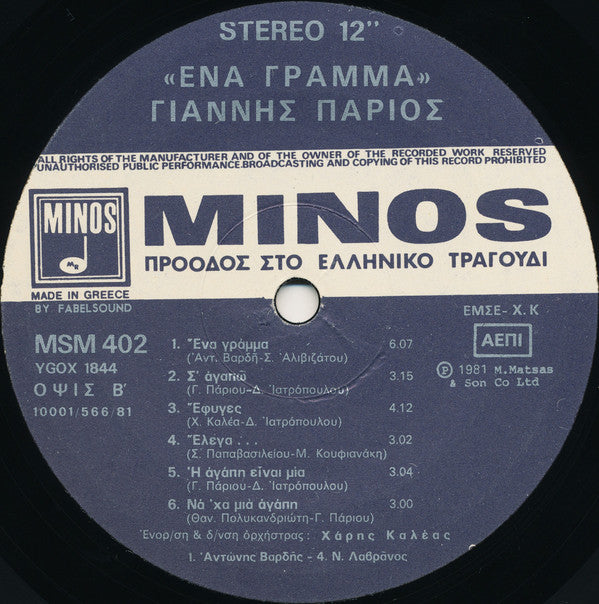 STEREO 12''
«ΕΝΑ ΓΡΑΜΜΑ»
ΓΙΑΝΝΗΣ ΠΑΡΙΟΣ
ALL RIGHTS OF THE MANUFACTURER AND OF THE OWNER OF THE RECORDED WORK RESERVED
UNAUTHORISED PUBLIC PERFORMANCE.BROADCASTING AND COPYING OF THIS RECORD PROHIBITED
MINOS
MR
MINOS
ΠΡΟΟΔΟΣ ΣΤΟ ΕΛΛΗΝΙΚΟ ΤΡΑΓΟΥΔΙ
MADE IN GREECE
BY FABELSOUND
ΕΜΣΕ- Χ.Κ
MSM 402
YGOX 1844
ΟΨΙΣ Β'
10001/566/81
ΑΕΠΙ
Ⓟ 1981 M.Matsas
& Son Co Ltd
1. Ἕνα γράμμα 6.07
(Ἀντ. Βαρδῆ-Σ. Ἀλιβιζάτου)
2. Σ' ἀγαπῶ 3.15
(Γ. Πάριου-Δ. Ἰατρόπουλου)
3. Ἔφυγες 4.12
(Χ. Καλέα-Δ. Ἰατρόπουλου)
4. Ἔλεγα . . . 3.02
(Σ. Παπαβασιλείου-Μ. Κουφιανάκη)
5. Ἡ ἀγάπη εἶναι μία 3.04
(Γ. Πάριου-Δ. Ἰατρόπουλου)
6. Νά 'χα μιά ἀγάπη 3.00
(Θαν. Πολυκανδριώτη-Γ. Πάριου)
Ἐνορ/ση & δ/νση ὀρχήστρας: Χάρης Καλέας
1. Ἀντώνης Βαρδῆς - 4. Ν. Λαβρᾶνος